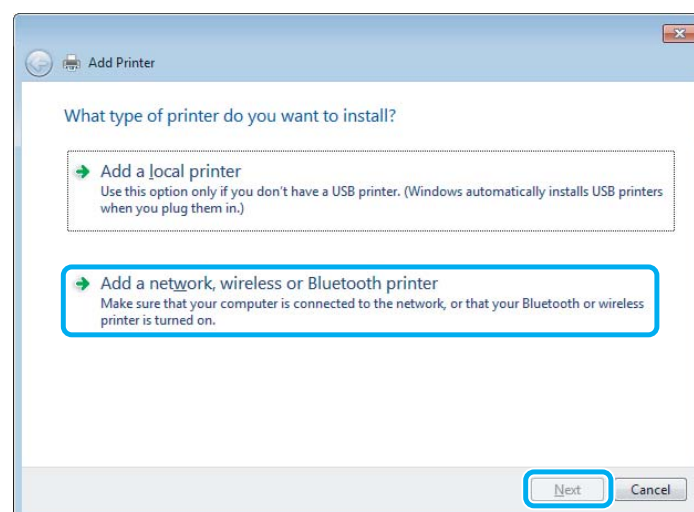 Add Printer
What type of printer do you want to install?
Add a local printer
Use this option only if you don't have a USB printer. (Windows automatically installs USB printers
when you plug them in.)
Add a network, wireless or Bluetooth printer
Make sure that your computer is connected to the network, or that your Bluetooth or wireless
printer is turned on.
Next Cancel